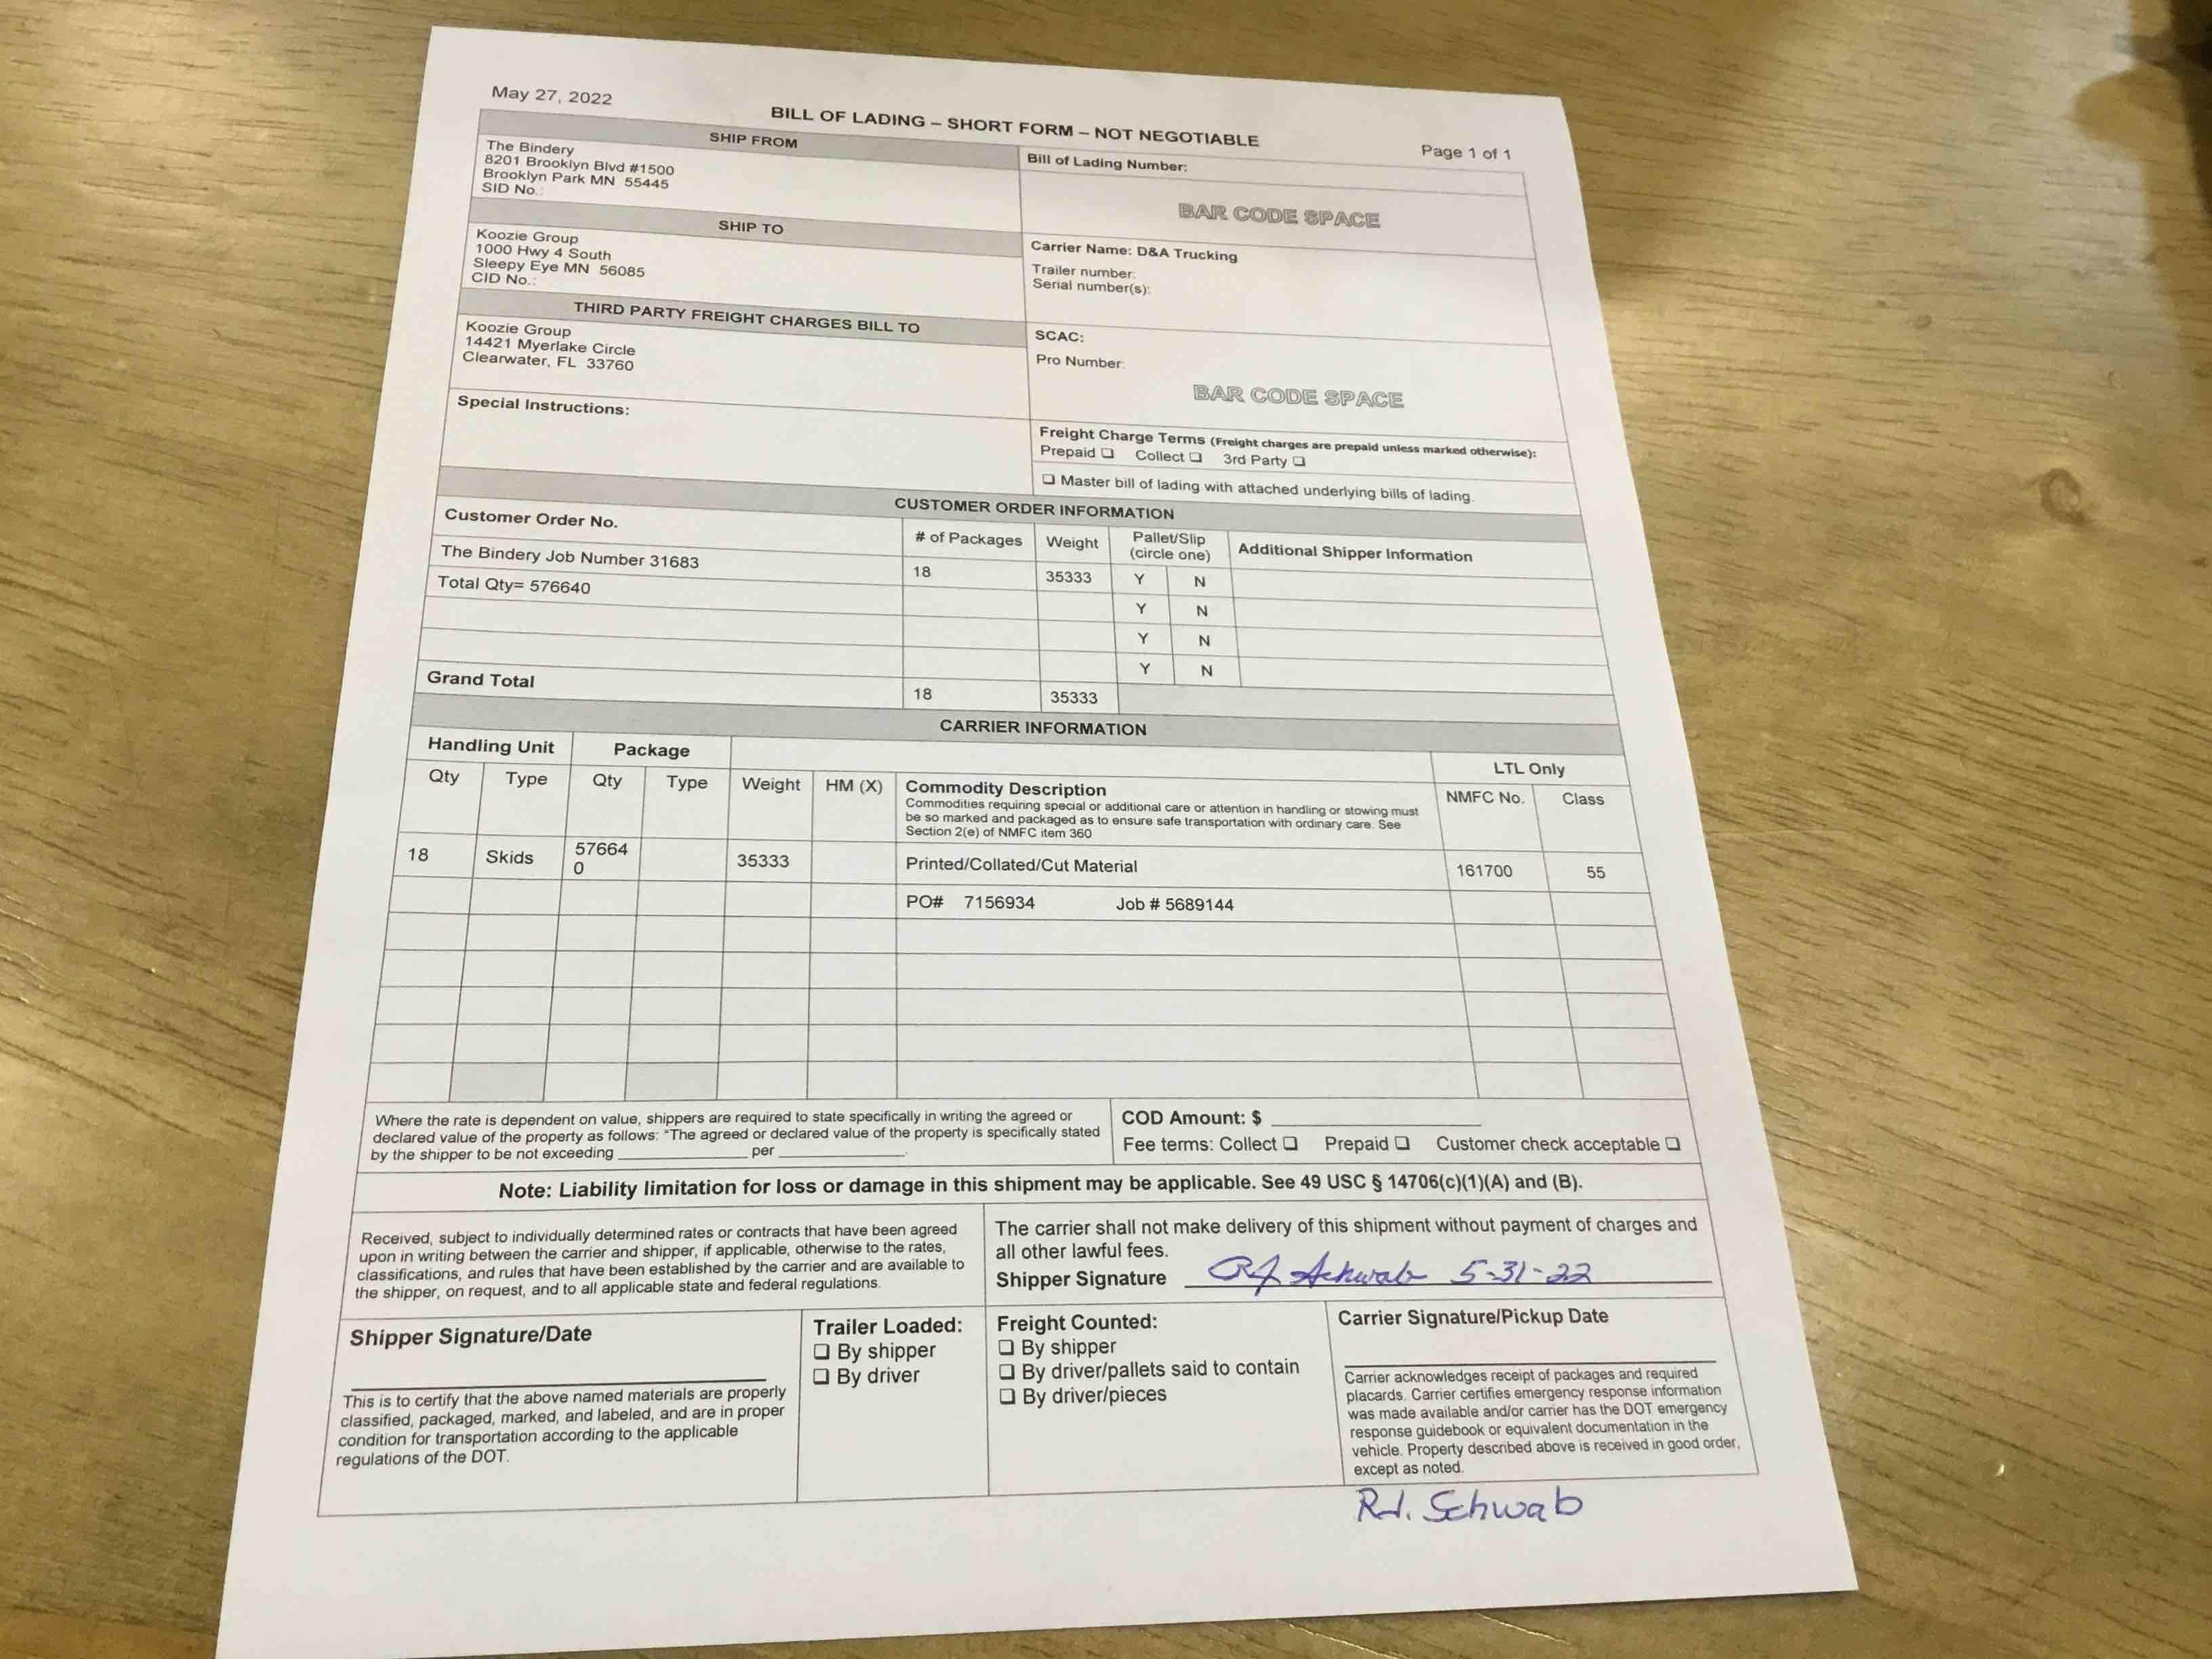 May 27, 2022
BILL OF LADING – SHORT FORM – NOT NEGOTIABLE
Page 1 of 1
SHIP FROM
The Bindery
8201 Brooklyn Blvd #1500
Brooklyn Park MN 55445
SID No.:
Bill of Lading Number:
BAR CODE SPACE
SHIP TO
Koozie Group
1000 Hwy 4 South
Sleepy Eye MN 56085
CID No.:
Carrier Name: D&A Trucking
Trailer number:
Serial number(s):
THIRD PARTY FREIGHT CHARGES BILL TO
Koozie Group
14421 Myerlake Circle
Clearwater, FL 33760
SCAC:
Pro Number:
BAR CODE SPACE
Special Instructions:
Freight Charge Terms (Freight charges are prepaid unless marked otherwise):
Prepaid ❏ Collect ❏ 3rd Party ❏
❏ Master bill of lading with attached underlying bills of lading.
CUSTOMER ORDER INFORMATION
Customer Order No. # of Packages Weight Pallet/Slip (circle one) Additional Shipper Information
The Bindery Job Number 31683 18 35333 Y N
Total Qty= 576640 Y N
Y N
Y N
Grand Total 18 35333
CARRIER INFORMATION
Handling Unit Package LTL Only
Qty Type Qty Type Weight HM (X) Commodity Description NMFC No. Class
Commodities requiring special or additional care or attention in handling or stowing must
be so marked and packaged as to ensure safe transportation with ordinary care. See
Section 2(e) of NMFC item 360
18 Skids 57664 0 35333 Printed/Collated/Cut Material 161700 55
PO# 7156934 Job # 5689144
Where the rate is dependent on value, shippers are required to state specifically in writing the agreed or
declared value of the property as follows: "The agreed or declared value of the property is specifically stated
by the shipper to be not exceeding ____________ per ____________.
COD Amount: $ ____________
Fee terms: Collect ❏ Prepaid ❏ Customer check acceptable ❏
Note: Liability limitation for loss or damage in this shipment may be applicable. See 49 USC § 14706(c)(1)(A) and (B).
Received, subject to individually determined rates or contracts that have been agreed
upon in writing between the carrier and shipper, if applicable, otherwise to the rates,
classifications, and rules that have been established by the carrier and are available to
the shipper, on request, and to all applicable state and federal regulations.
The carrier shall not make delivery of this shipment without payment of charges and
all other lawful fees.
Shipper Signature RJ Schwab 5-31-22
Shipper Signature/Date
This is to certify that the above named materials are properly
classified, packaged, marked, and labeled, and are in proper
condition for transportation according to the applicable
regulations of the DOT.
Trailer Loaded:
❏ By shipper
❏ By driver
Freight Counted:
❏ By shipper
❏ By driver/pallets said to contain
❏ By driver/pieces
Carrier Signature/Pickup Date
Carrier acknowledges receipt of packages and required
placards. Carrier certifies emergency response information
was made available and/or carrier has the DOT emergency
response guidebook or equivalent documentation in the
vehicle. Property described above is received in good order,
except as noted.
RJ. Schwab